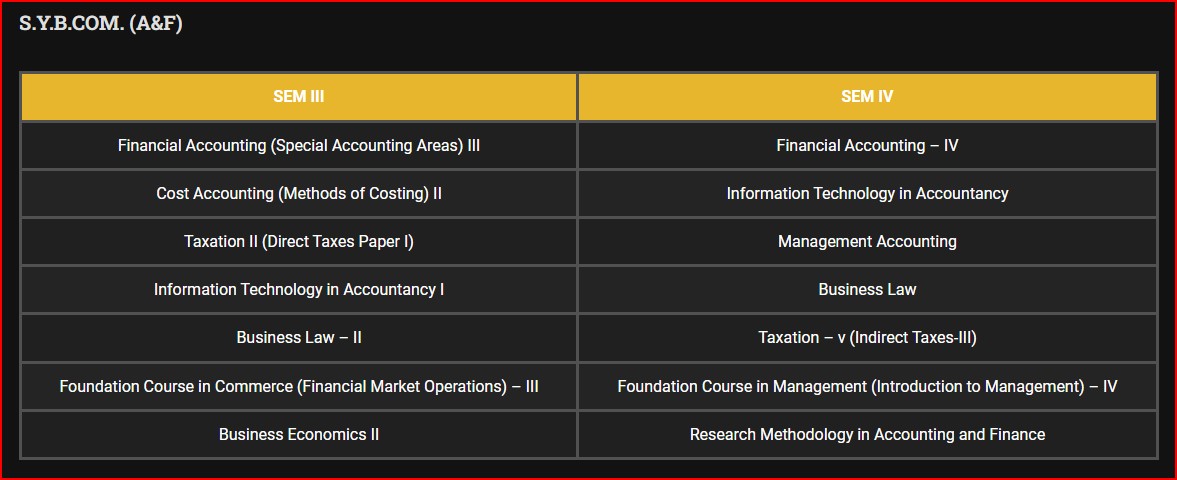 S.Y.B.COM. (A&F)
SEM III
SEM IV
Financial Accounting (Special Accounting Areas) III
Financial Accounting – IV
Cost Accounting (Methods of Costing) II
Information Technology in Accountancy
Taxation II (Direct Taxes Paper I)
Management Accounting
Information Technology in Accountancy I
Business Law
Business Law – II
Taxation – v (Indirect Taxes-III)
Foundation Course in Commerce (Financial Market Operations) – III
Foundation Course in Management (Introduction to Management) – IV
Business Economics II
Research Methodology in Accounting and Finance